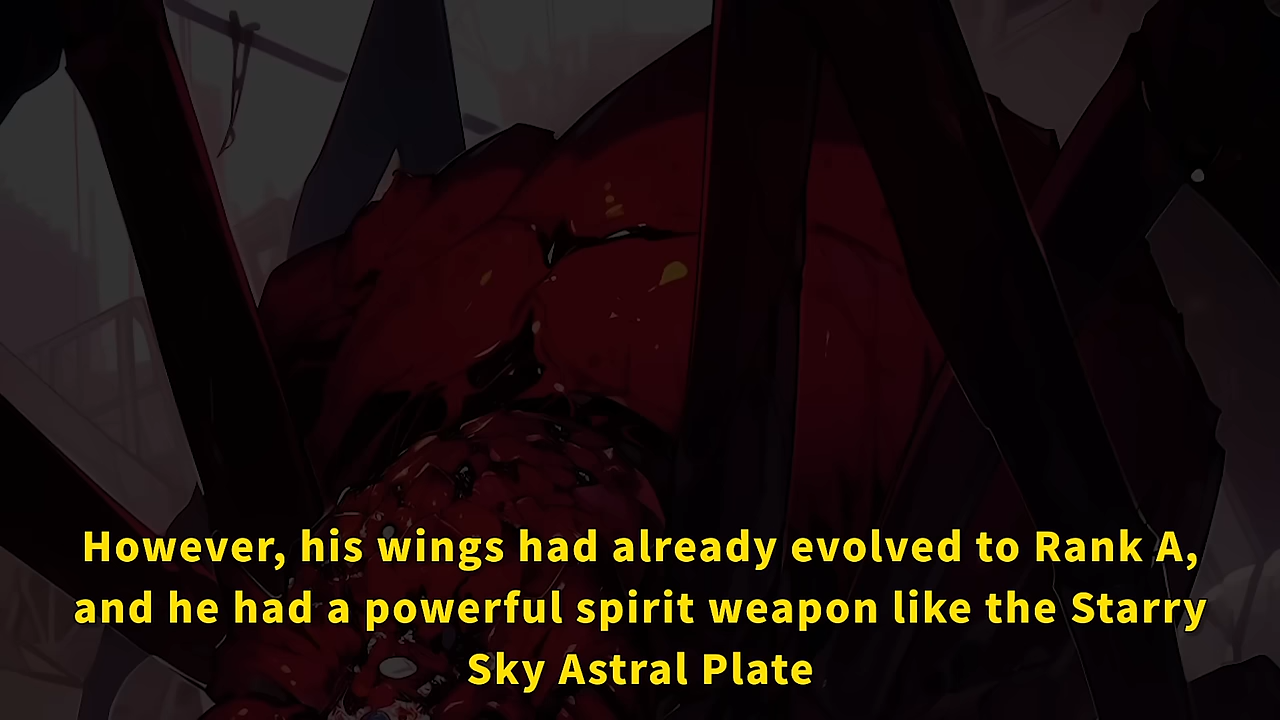 However, his wings had already evolved to Rank A,
and he had a powerful spirit weapon like the Starry
Sky Astral Plate